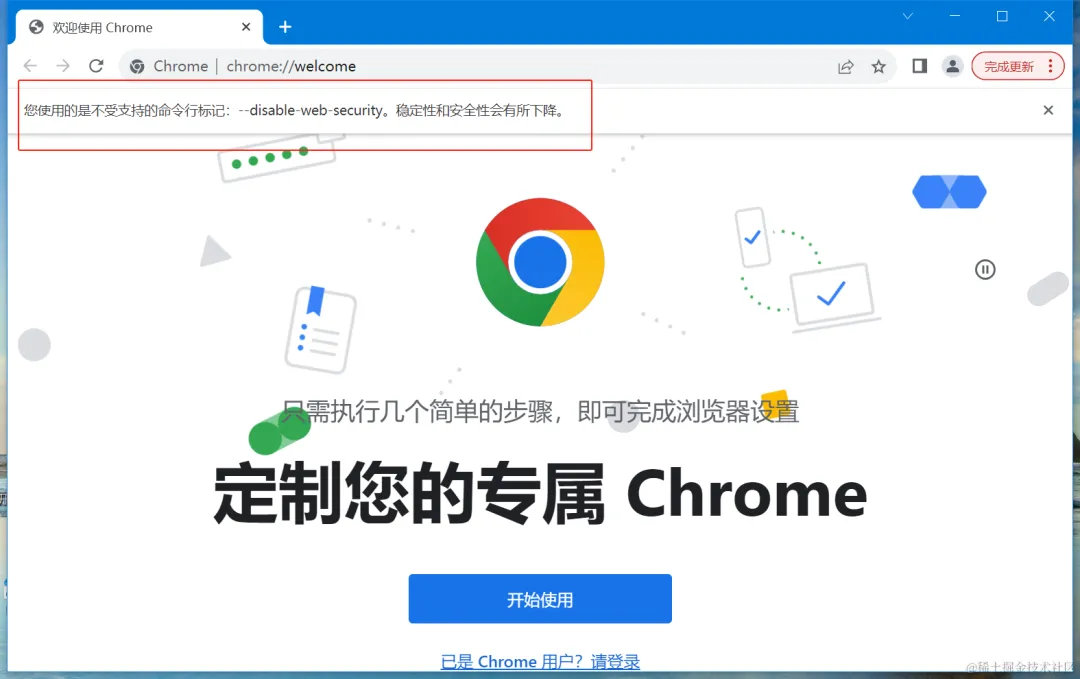 欢迎使用 Chrome
Chrome | chrome://welcome
完成更新
您使用的是不受支持的命令行标记：--disable-web-security。稳定性和安全性会有所下降。
只需执行几个简单的步骤，即可完成浏览器设置
定制您的专属 Chrome
开始使用
已是 Chrome 用户？请登录
@稀土掘金技术社区